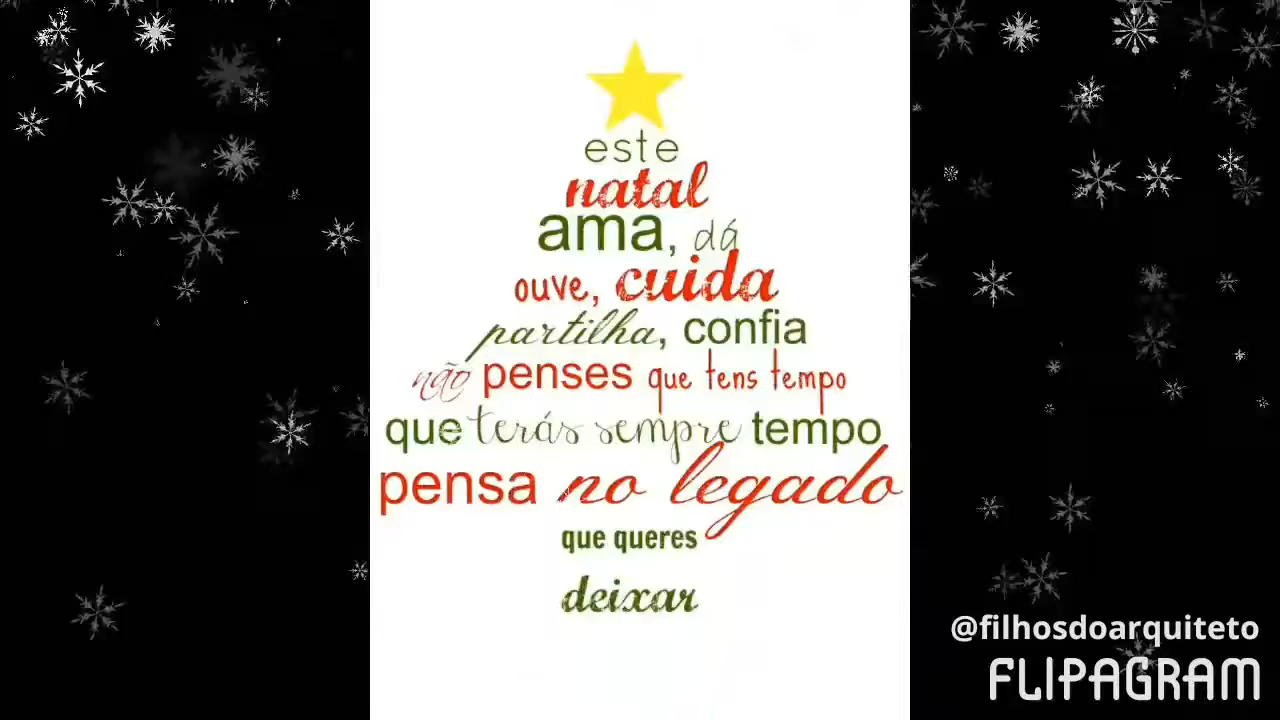 este
natal
ama, dá
ouve, cuida
partilha, confia
não penses que tens tempo
que terás sempre tempo
pensa no legado
que queres
deixar
@filhosdoarquiteto
FLIPAGRAM